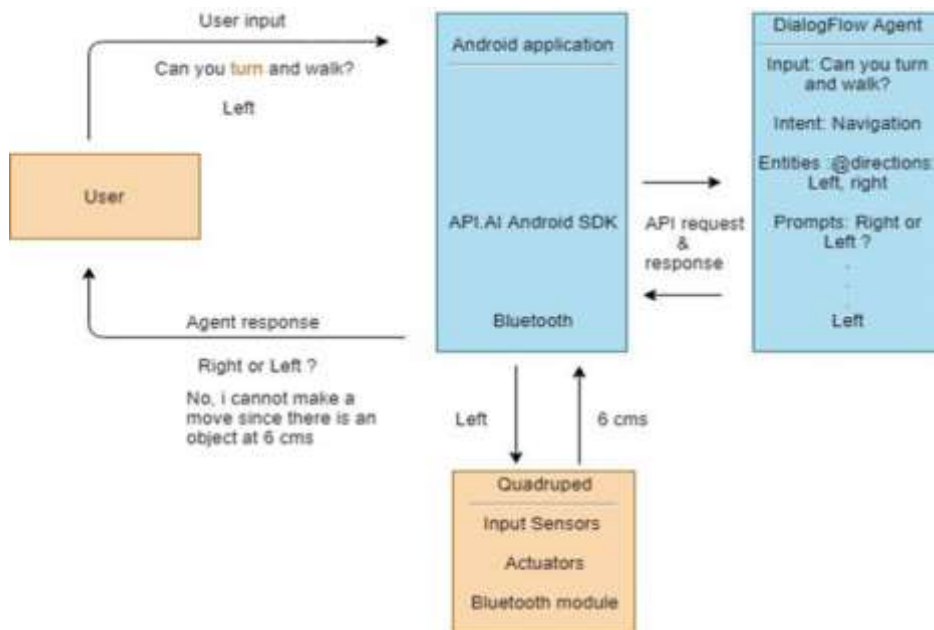 User input
Can you turn and walk?
Left
User
Agent response
Right or Left ?
No, i cannot make a
move since there is an
object at 6 cms
Android application
API.AI Android SDK
Bluetooth
API request
&
response
DialogFlow Agent
Input: Can you turn
and walk?
Intent: Navigation
Entities :@directions:
Left, right
Prompts: Right or
Left ?
.
.
.
Left
Left
6 cms
Quadruped
Input Sensors
Actuators
Bluetooth module